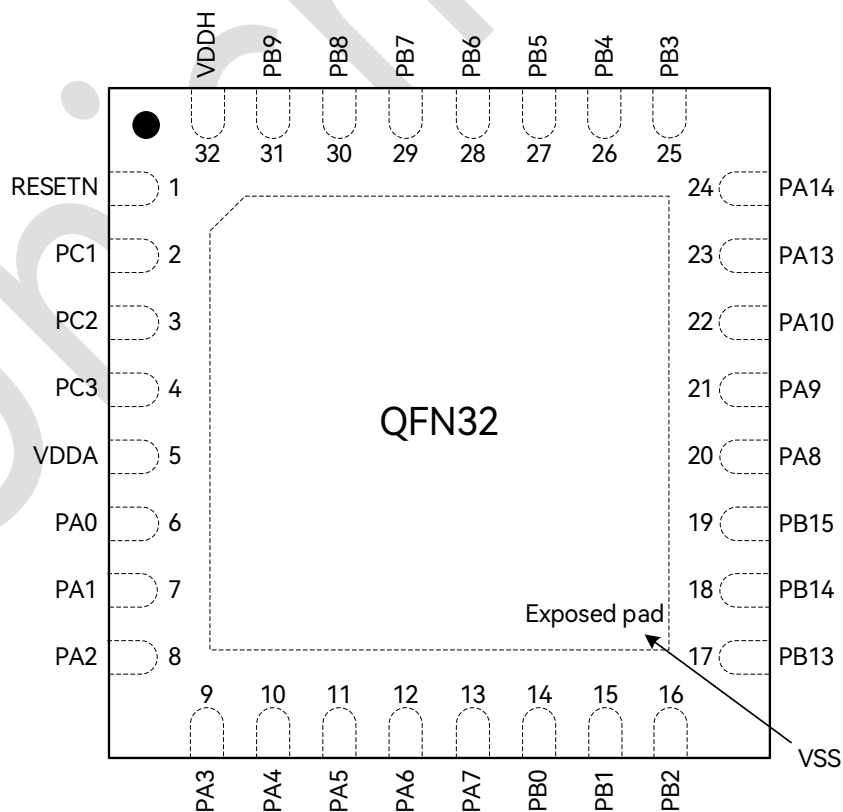 VDDH PB9 PB8 PB7 PB6 PB5 PB4 PB3
32 31 30 29 28 27 26 25
RESETN 1 24 PA14
PC1 2 23 PA13
PC2 3 22 PA10
PC3 4 21 PA9
QFN32
VDDA 5 20 PA8
PA0 6 19 PB15
PA1 7 18 PB14
Exposed pad
PA2 8 17 PB13
9 10 11 12 13 14 15 16
VSS
PA3 PA4 PA5 PA6 PA7 PB0 PB1 PB2